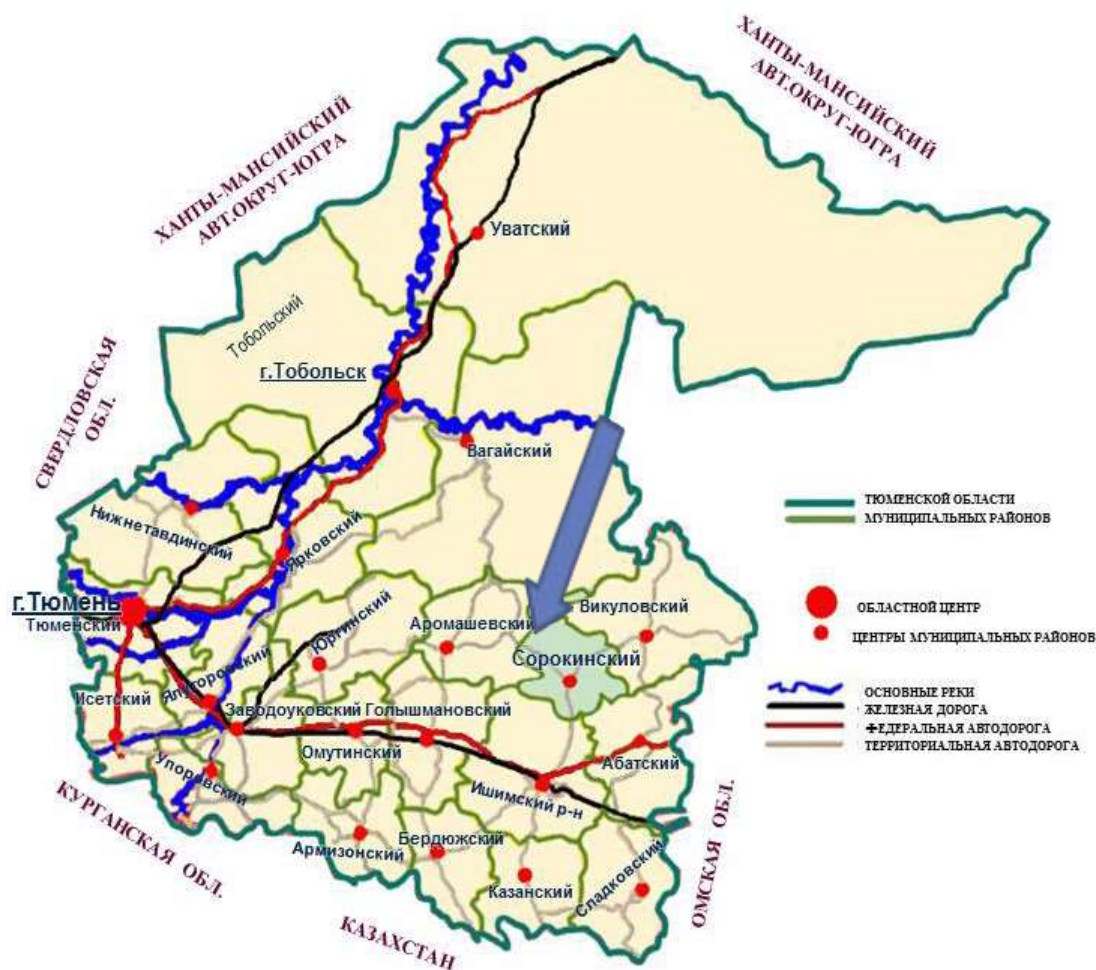 ХАНТЫ-МАНСИЙСКИЙ
АВТ.ОКРУГ-ЮГРА
ХАНТЫ-МАНСИЙСКИЙ
АВТ.ОКРУГ-ЮГРА
Уватский
Тобольский
г.Тобольск
СВЕРДЛОВСКАЯ
ОБЛ.
Вагайский
Нижнетавдинский
Ярковский
г.Тюмень
Тюменский
Юргинский
Аромашевский
Викуловский
Сорокинский
Исетский
Ялуторовский
Заводоуковский
Голышмановский
Омутинский
Абатский
Упоровский
Ишимский р-н
Армизонский
Бердюжский
Казанский
Сладковский
КУРГАНСКАЯ ОБЛ.
КАЗАХСТАН
ОМСКАЯ ОБЛ.
ТЮМЕНСКОЙ ОБЛАСТИ
МУНИЦИПАЛЬНЫХ РАЙОНОВ
ОБЛАСТНОЙ ЦЕНТР
ЦЕНТРЫ МУНИЦИПАЛЬНЫХ РАЙОНОВ
ОСНОВНЫЕ РЕКИ
ЖЕЛЕЗНАЯ ДОРОГА
ФЕДЕРАЛЬНАЯ АВТОДОРОГА
ТЕРРИТОРИАЛЬНАЯ АВТОДОРОГА